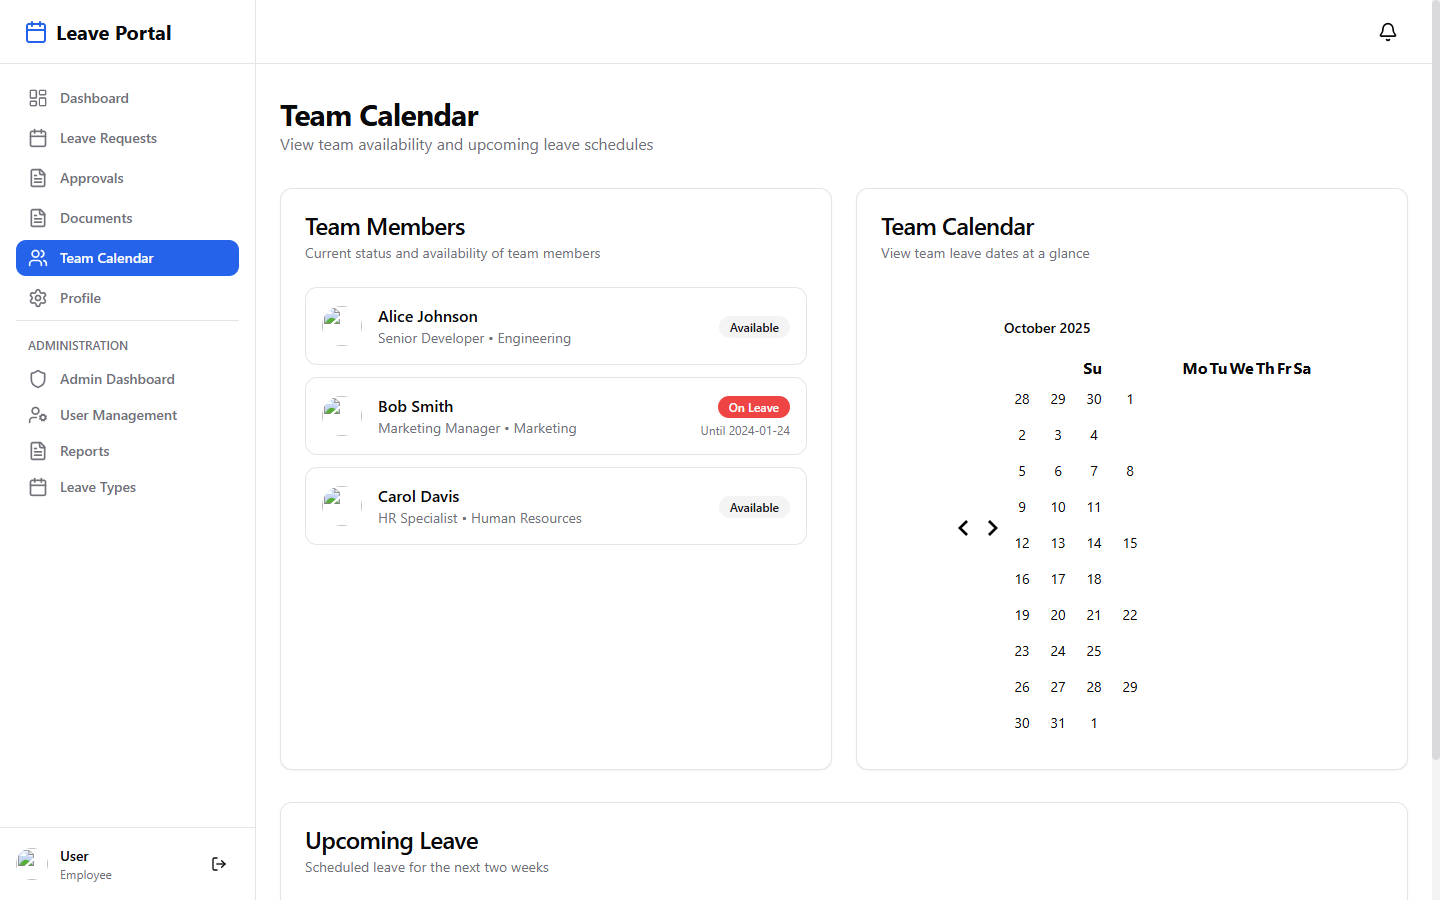 Leave Portal
Dashboard
Leave Requests
Approvals
Documents
Team Calendar
Profile
ADMINISTRATION
Admin Dashboard
User Management
Reports
Leave Types
User
Employee
Team Calendar
View team availability and upcoming leave schedules
Team Members
Current status and availability of team members
Alice Johnson
Senior Developer • Engineering
Available
Bob Smith
Marketing Manager • Marketing
On Leave
Until 2024-01-24
Carol Davis
HR Specialist • Human Resources
Available
Team Calendar
View team leave dates at a glance
October 2025
Su Mo Tu We Th Fr Sa
28 29 30 1
2 3 4
5 6 7 8
9 10 11
12 13 14 15
16 17 18
19 20 21 22
23 24 25
26 27 28 29
30 31 1
Upcoming Leave
Scheduled leave for the next two weeks